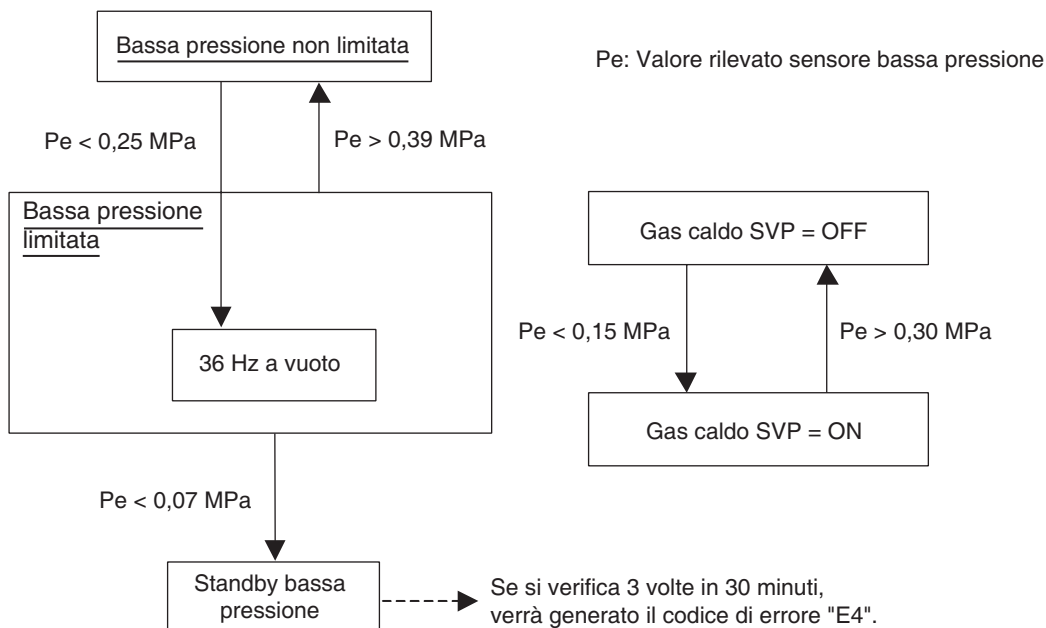 Bassa pressione non limitata
Pe: Valore rilevato sensore bassa pressione
Pe < 0,25 MPa
Pe > 0,39 MPa
Bassa pressione
limitata
36 Hz a vuoto
Gas caldo SVP = OFF
Pe < 0,15 MPa
Pe > 0,30 MPa
Gas caldo SVP = ON
Pe < 0,07 MPa
Standby bassa
pressione
Se si verifica 3 volte in 30 minuti,
verrà generato il codice di errore "E4".